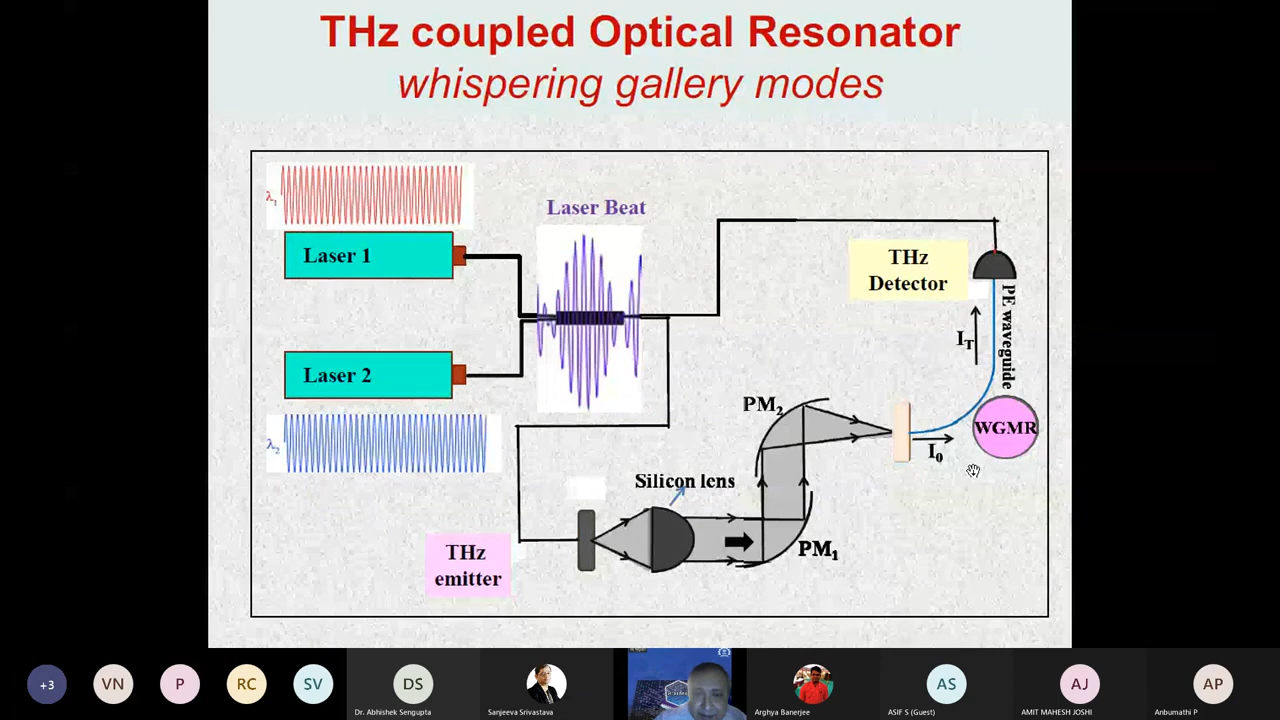 THz coupled Optical Resonator
whispering gallery modes
λ1
Laser 1
Laser Beat
THz
Detector
PE waveguide
IT
Laser 2
λ2
PM2
WGMR
I0
Silicon lens
PM1
THz
emitter
+3
VN
P
RC
SV
DS
Dr. Abhishek Sengupta
Sanjeeva Srivastava
Arghya Banerjee
AS
ASIF S (Guest)
AJ
AMIT MAHESH JOSHI
AP
Anbumathi P